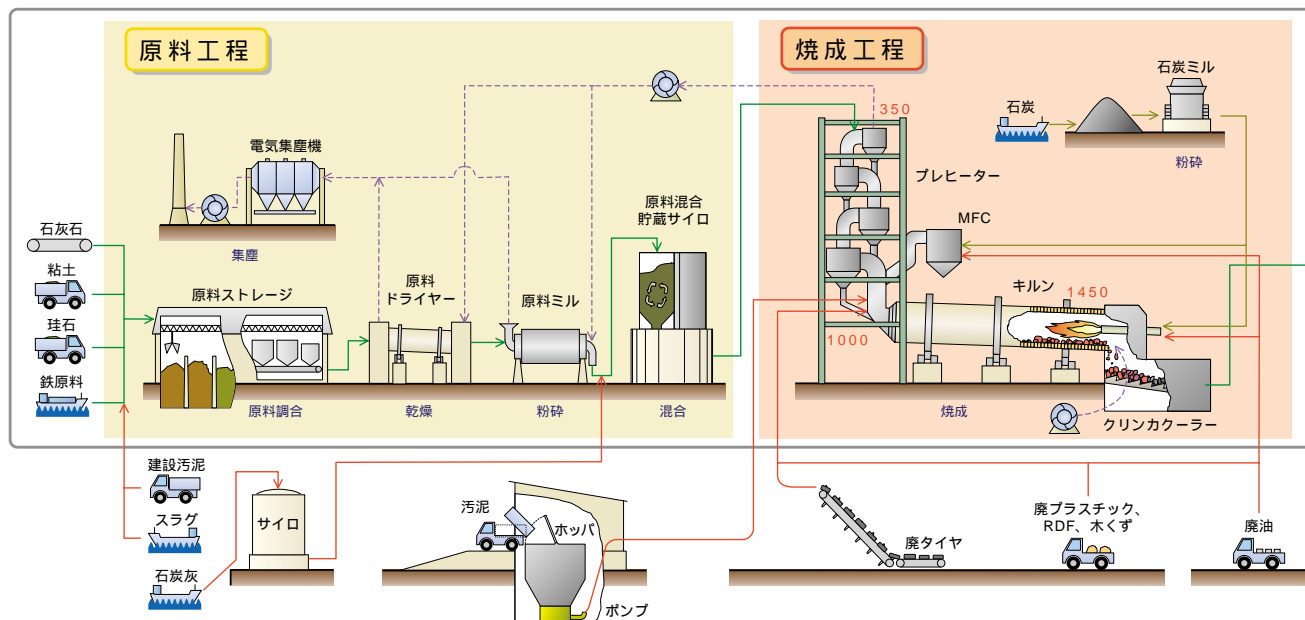 原料工程
焼成工程
石炭ミル
石炭
粉砕
350
電気集塵機
プレヒーター
原料混合
貯蔵サイロ
MFC
石灰石
集塵
粘土
原料ストレージ
原料
ドライヤー
原料ミル
キルン
1450
珪石
1000
鉄原料
原料調合
乾燥
粉砕
混合
焼成
クリンカクーラー
建設汚泥
スラグ
サイロ
石炭灰
汚泥
ホッパ
ポンプ
廃タイヤ
廃プラスチック、
RDF、木くず
廃油